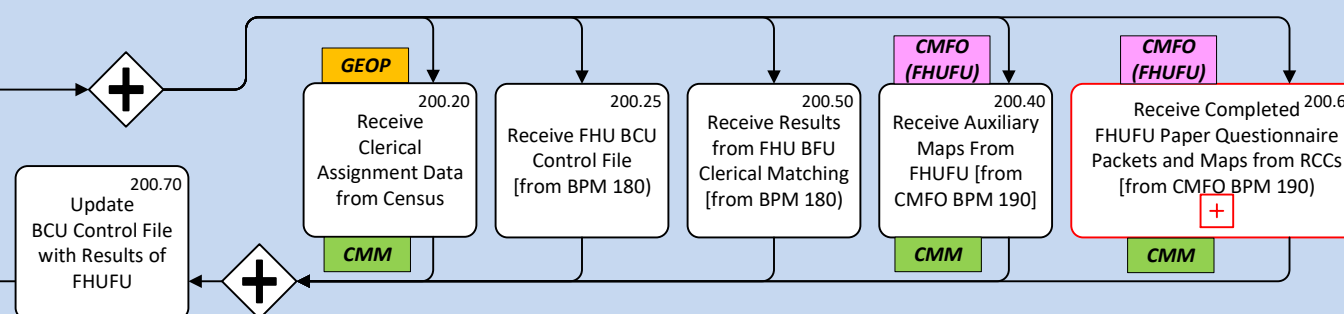 GEOP
200.20
Receive
Clerical
Assignment Data
from Census
CMM
200.25
Receive FHU BCU
Control File
[from BPM 180)
200.50
Receive Results
from FHU BFU
Clerical Matching
[from BPM 180)
CMFO
(FHUFU)
200.40
Receive Auxiliary
Maps From
FHUFU [from
CMFO BPM 190]
CMM
CMFO
(FHUFU)
200.6
Receive Completed
FHUFU Paper Questionnaire
Packets and Maps from RCCs
[from CMFO BPM 190)
CMM
200.70
Update
BCU Control File
with Results of
FHUFU